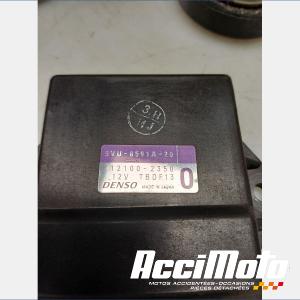 3.H
HJ
5VU-8591A-20
112100-2350
12V TBDF13
0
DENSO MADE IN JAPAN
AcciMoto
MOTOS ACCIDENTÉES-OCCASIONS
PIÈCES DÉTACHÉES